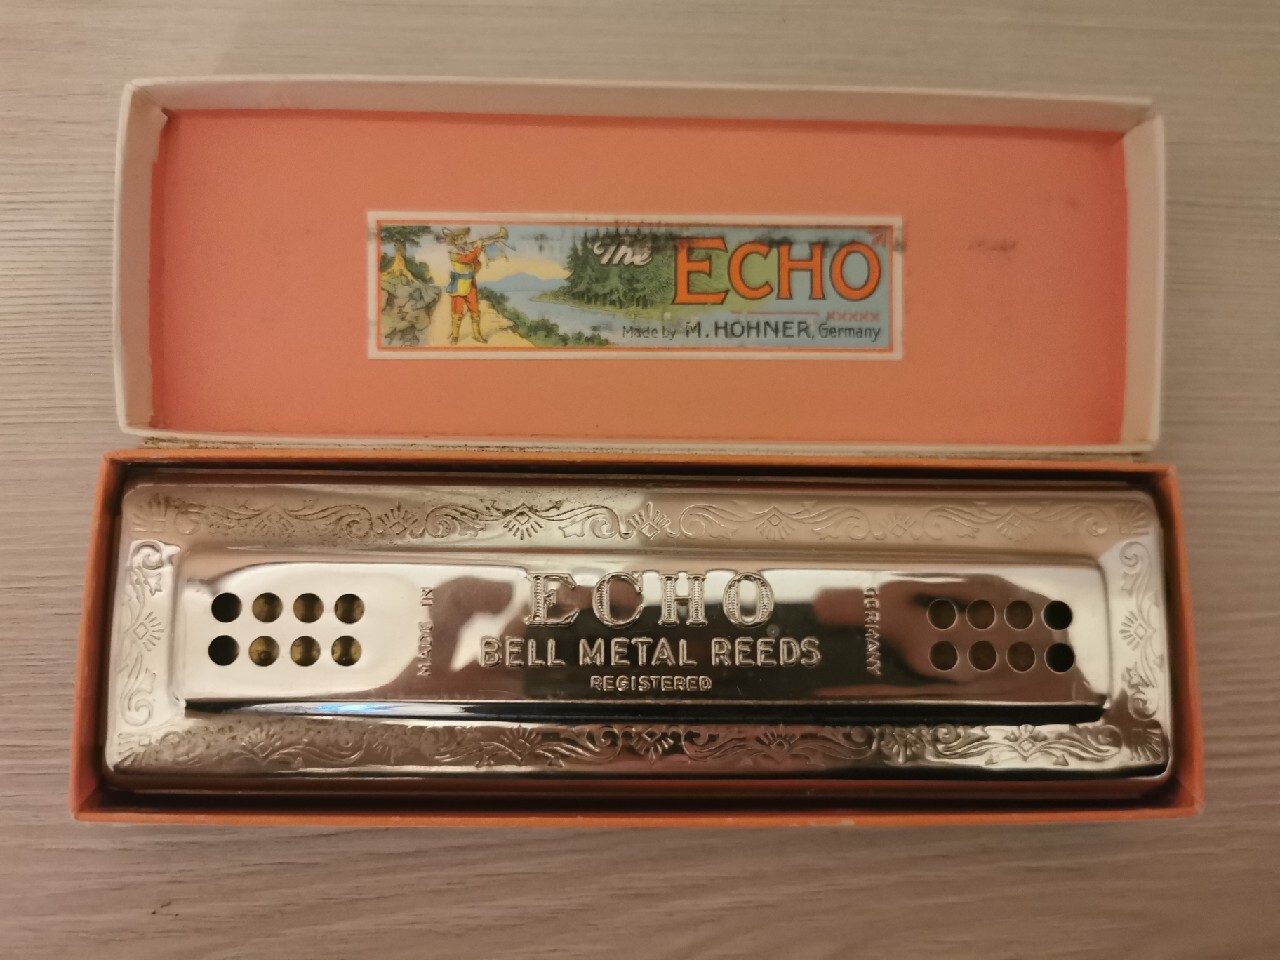 The ECHO
Made by M. HOHNER, Germany
MADE IN
ECHO
BELL METAL REEDS
REGISTERED
GERMANY